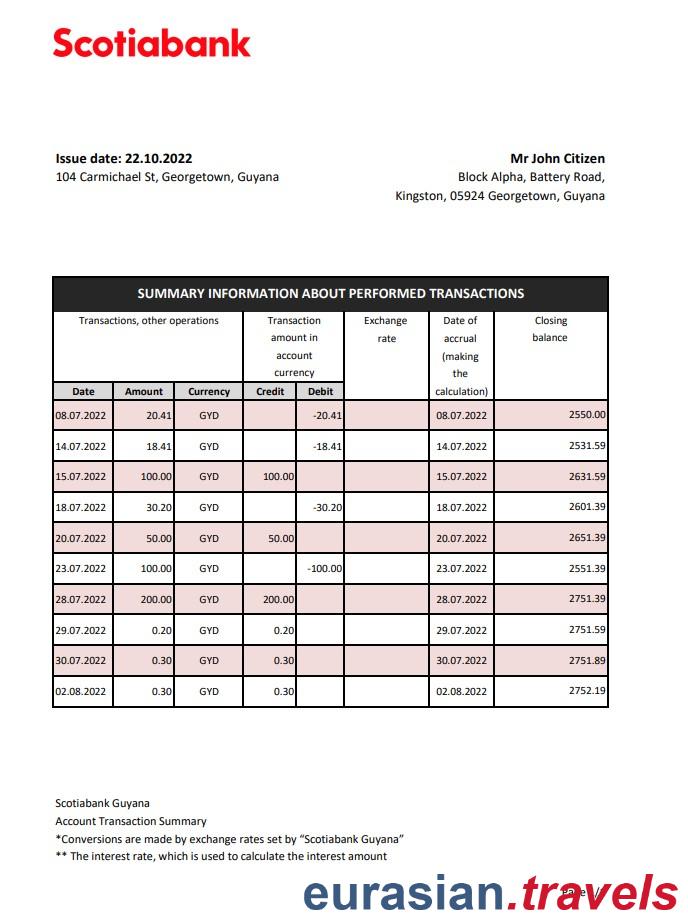 Scotiabank
Issue date: 22.10.2022
104 Carmichael St, Georgetown, Guyana
Mr John Citizen
Block Alpha, Battery Road,
Kingston, 05924 Georgetown, Guyana
SUMMARY INFORMATION ABOUT PERFORMED TRANSACTIONS
Transactions, other operations
Transaction amount in account currency
Exchange rate
Date of accrual (making the calculation)
Closing balance
Date Amount Currency Credit Debit
08.07.2022 20.41 GYD -20.41 08.07.2022 2550.00
14.07.2022 18.41 GYD -18.41 14.07.2022 2531.59
15.07.2022 100.00 GYD 100.00 15.07.2022 2631.59
18.07.2022 30.20 GYD -30.20 18.07.2022 2601.39
20.07.2022 50.00 GYD 50.00 20.07.2022 2651.39
23.07.2022 100.00 GYD -100.00 23.07.2022 2551.39
28.07.2022 200.00 GYD 200.00 28.07.2022 2751.39
29.07.2022 0.20 GYD 0.20 29.07.2022 2751.59
30.07.2022 0.30 GYD 0.30 30.07.2022 2751.89
02.08.2022 0.30 GYD 0.30 02.08.2022 2752.19
Scotiabank Guyana
Account Transaction Summary
*Conversions are made by exchange rates set by “Scotiabank Guyana”
** The interest rate, which is used to calculate the interest amount
eurasian.travels